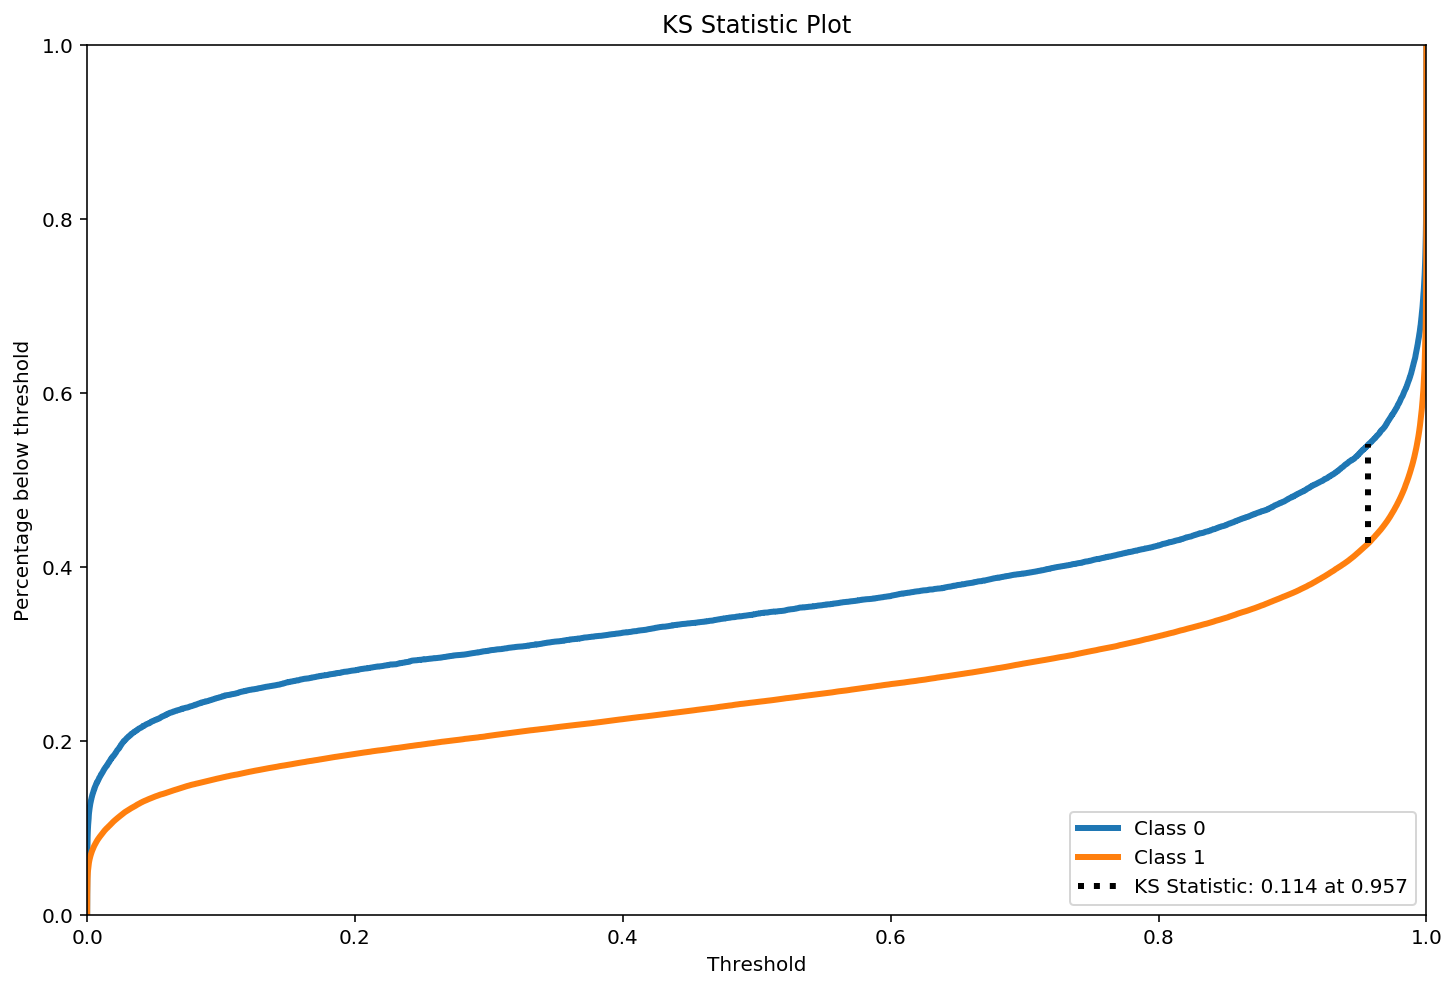 KS Statistic Plot
1.0
0.8
0.6
0.4
0.2
0.0
Percentage below threshold
0.0 0.2 0.4 0.6 0.8 1.0
Threshold
Class 0
Class 1
KS Statistic: 0.114 at 0.957